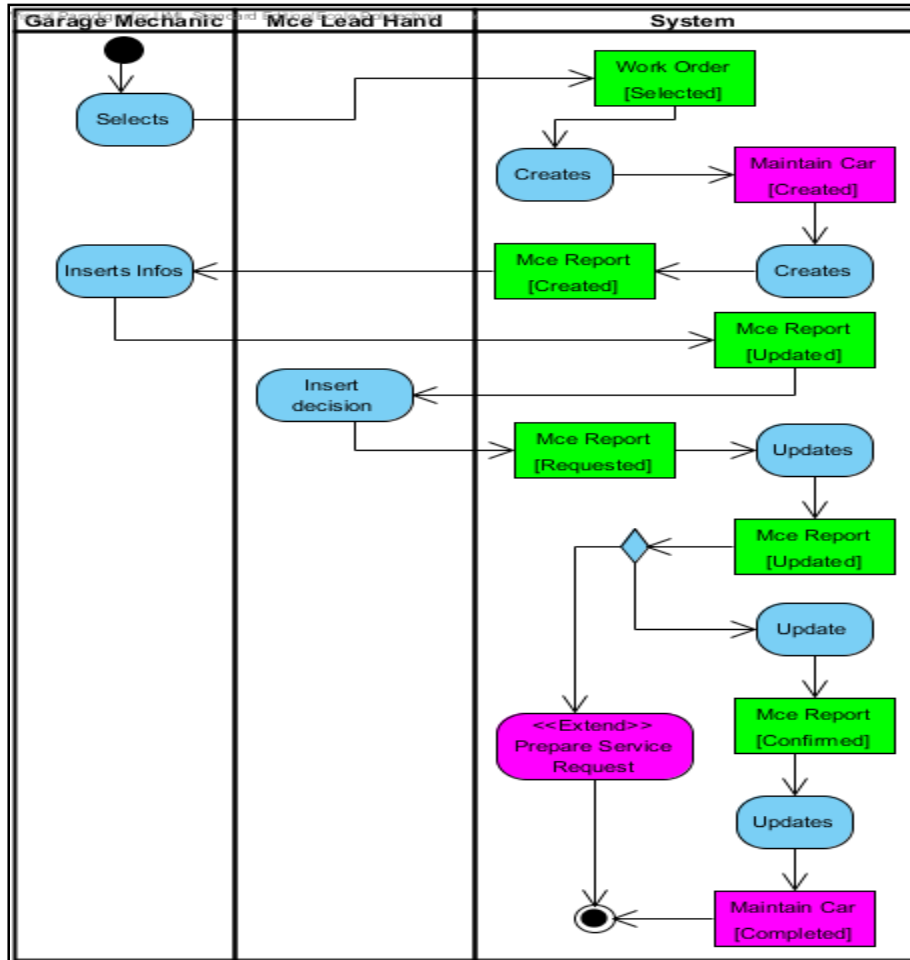 Garage Mechanic
Mce Lead Hand
System
Work Order
[Selected]
Selects
Creates
Maintain Car
[Created]
Inserts Infos
Mce Report
[Created]
Creates
Mce Report
[Updated]
Insert
decision
Mce Report
[Requested]
Updates
Mce Report
[Updated]
Update
<<Extend>>
Prepare Service
Request
Mce Report
[Confirmed]
Updates
Maintain Car
[Completed]